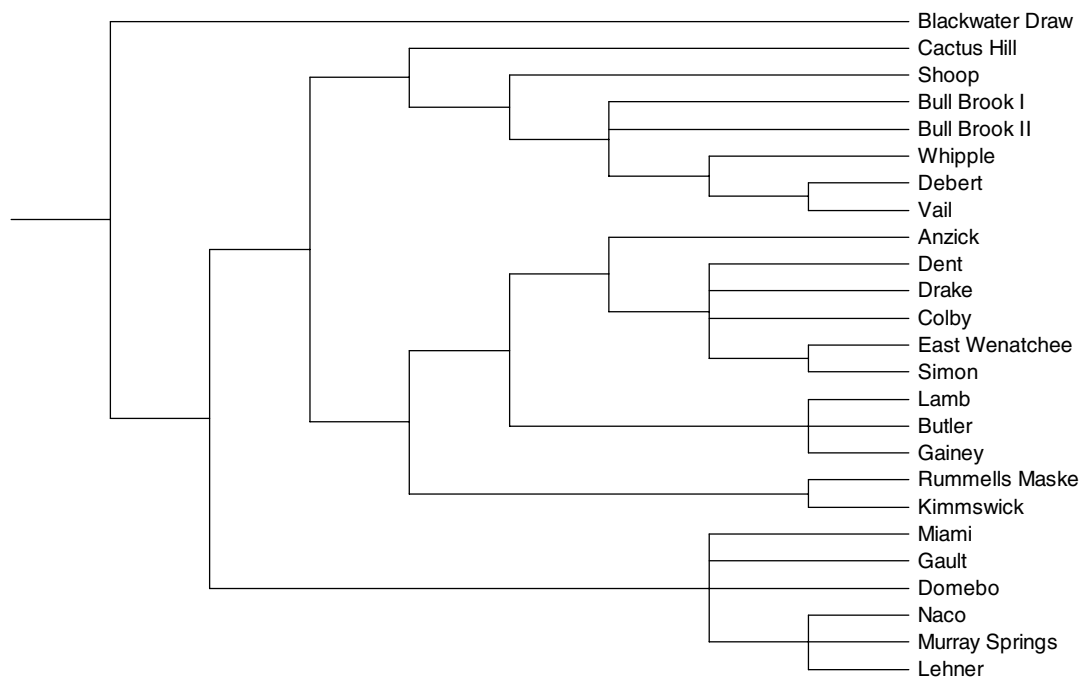 Blackwater Draw
Cactus Hill
Shoop
Bull Brook I
Bull Brook II
Whipple
Debert
Vail
Anzick
Dent
Drake
Colby
East Wenatchee
Simon
Lamb
Butler
Gainey
Rummells Maske
Kimmswick
Miami
Gault
Domebo
Naco
Murray Springs
Lehner